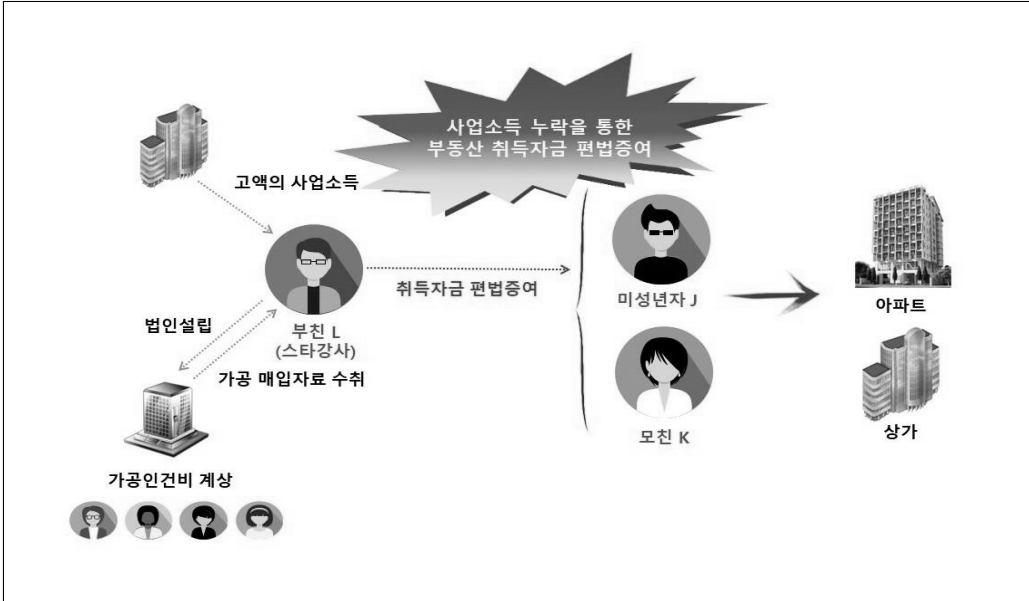 사업소득 누락을 통한
부동산 취득자금 편법증여
고액의 사업소득
취득자금 편법증여
미성년자 J
아파트
법인설립
부친 L
(스타강사)
가공 매입자료 수취
모친 K
상가
가공인건비 계상